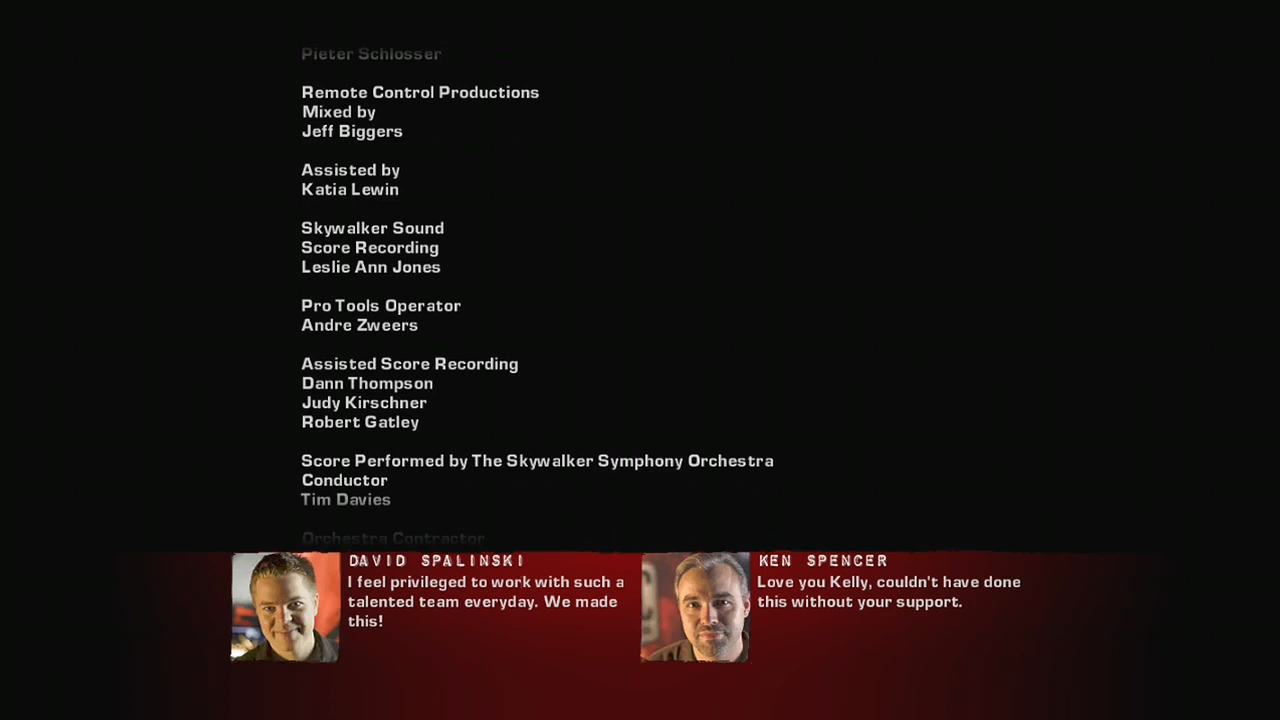 Pieter Schlosser
Remote Control Productions
Mixed by
Jeff Biggers
Assisted by
Katia Lewin
Skywalker Sound
Score Recording
Leslie Ann Jones
Pro Tools Operator
Andre Zweers
Assisted Score Recording
Dann Thompson
Judy Kirschner
Robert Gatley
Score Performed by The Skywalker Symphony Orchestra
Conductor
Tim Davies
Orchestra Contractor
DAVID SPALINSKI
I feel privileged to work with such a
talented team everyday. We made
this!
KEN SPENCER
Love you Kelly, couldn't have done
this without your support.